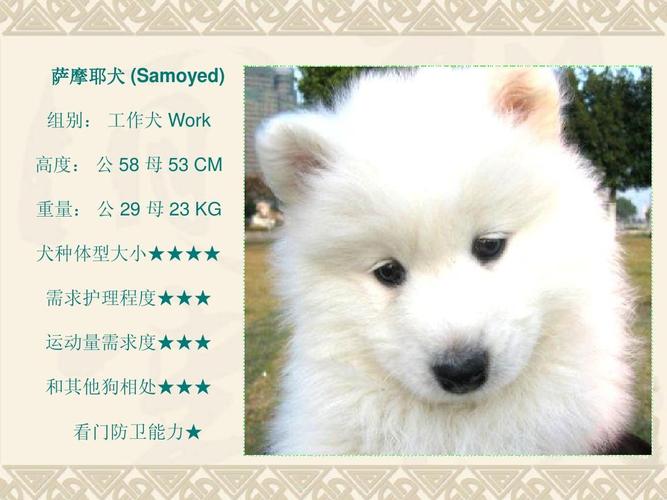 萨摩耶犬 (Samoyed)
组别： 工作犬 Work
高度： 公 58 母 53 CM
重量： 公 29 母 23 KG
犬种体型大小★★★★
需求护理程度★★★
运动量需求度★★★
和其他狗相处★★★
看门防卫能力★